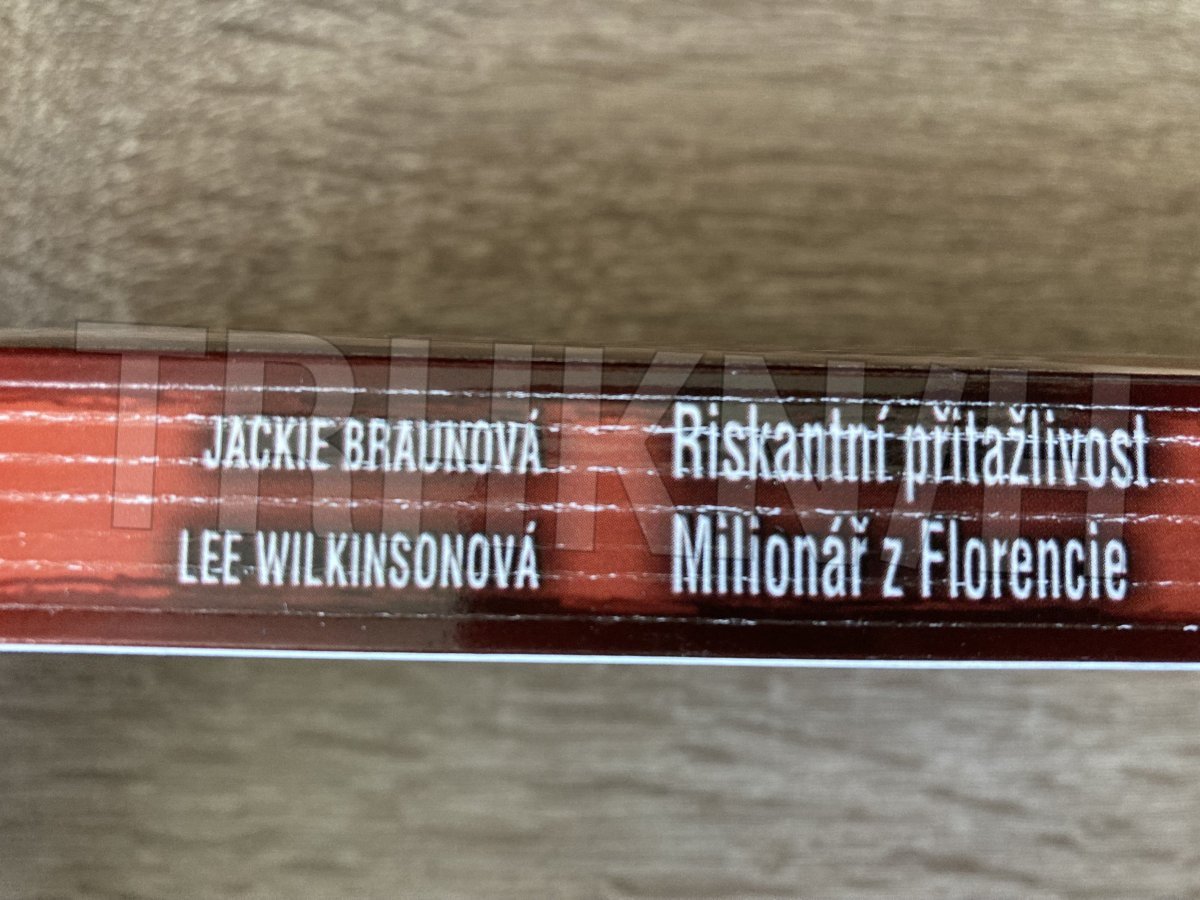 JACKIE BRAUNOVÁ Riskantní přitažlivost
LEE WILKINSONOVÁ Milionář z Florencie